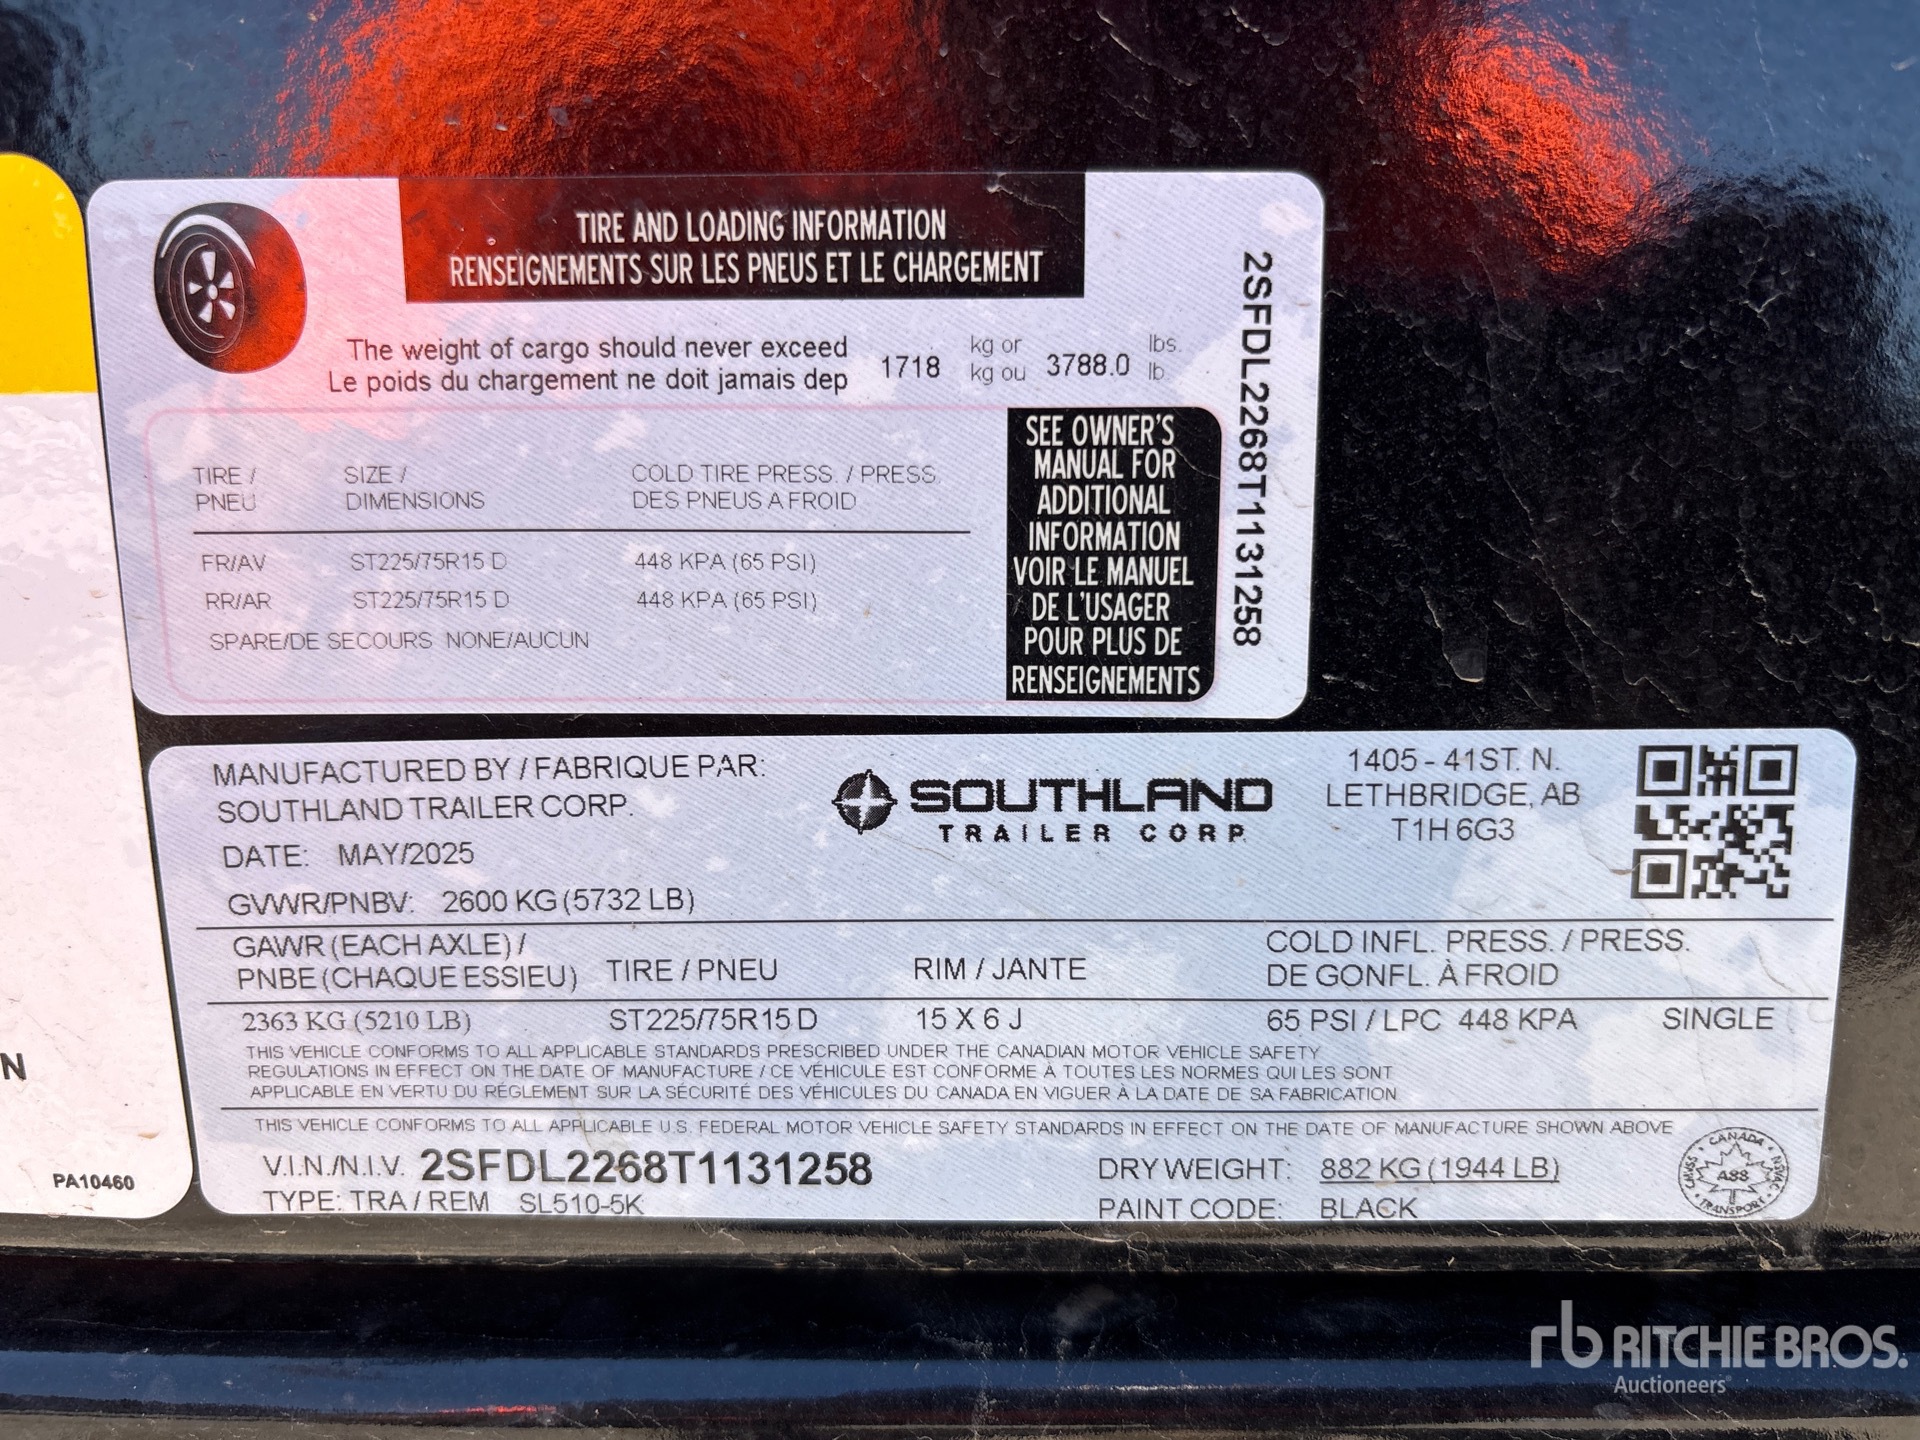 TIRE AND LOADING INFORMATION
RENSEIGNEMENTS SUR LES PNEUS ET LE CHARGEMENT
The weight of cargo should never exceed
Le poids du chargement ne doit jamais dep
1718 kg or kg ou 3788.0 lbs. lb.
TIRE / PNEU
SIZE / DIMENSIONS
COLD TIRE PRESS. / PRESS. DES PNEUS A FROID
FR/AV ST225/75R15 D 448 KPA (65 PSI)
RR/AR ST225/75R15 D 448 KPA (65 PSI)
SPARE/DE SECOURS NONE/AUCUN
SEE OWNER'S
MANUAL FOR
ADDITIONAL
INFORMATION
VOIR LE MANUEL
DE L'USAGER
POUR PLUS DE
RENSEIGNEMENTS
2SFDL2268T1131258
MANUFACTURED BY / FABRIQUE PAR:
SOUTHLAND TRAILER CORP.
DATE: MAY/2025
GVWR/PNBV: 2600 KG (5732 LB)
SOUTHLAND
TRAILER CORP.
1405 - 41ST. N.
LETHBRIDGE, AB
T1H 6G3
GAWR (EACH AXLE) /
PNBE (CHAQUE ESSIEU)
TIRE / PNEU
RIM / JANTE
COLD INFL. PRESS. / PRESS.
DE GONFL. À FROID
2363 KG (5210 LB) ST225/75R15 D 15 X 6 J 65 PSI / LPC 448 KPA SINGLE
THIS VEHICLE CONFORMS TO ALL APPLICABLE STANDARDS PRESCRIBED UNDER THE CANADIAN MOTOR VEHICLE SAFETY
REGULATIONS IN EFFECT ON THE DATE OF MANUFACTURE / CE VÉHICULE EST CONFORME À TOUTES LES NORMES QUI LES SONT
APPLICABLE EN VERTU DU RÉGLEMENT SUR LA SÉCURITÉ DES VÉHICULES DU CANADA EN VIGUER À LA DATE DE SA FABRICATION
THIS VEHICLE CONFORMS TO ALL APPLICABLE U.S. FEDERAL MOTOR VEHICLE SAFETY STANDARDS IN EFFECT ON THE DATE OF MANUFACTURE SHOWN ABOVE
V.I.N./N.I.V. 2SFDL2268T1131258 DRY WEIGHT: 882 KG (1944 LB)
TYPE: TRA / REM SL510-5K PAINT CODE: BLACK
CANADA
CMVSS A88 NSVAC
TRANSPORT
N
PA10460
rb RITCHIE BROS.
Auctioneers